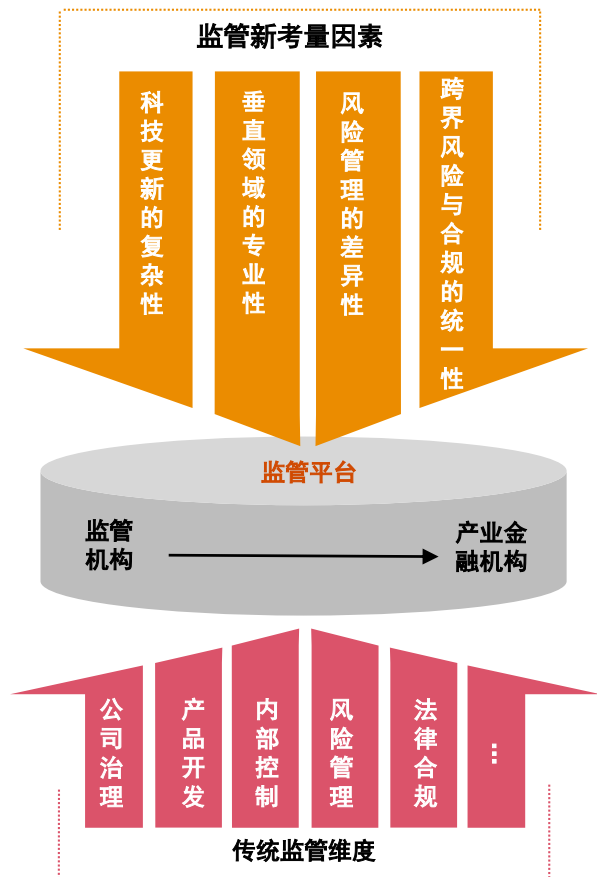 监管新考量因素
科技更新的复杂性
垂直领域的专业性
风险管理的差异性
跨界风险与合规的统一性
监管平台
监管
机构
产业金
融机构
公司治理
产品开发
内部控制
风险管理
法律合规
…
传统监管维度